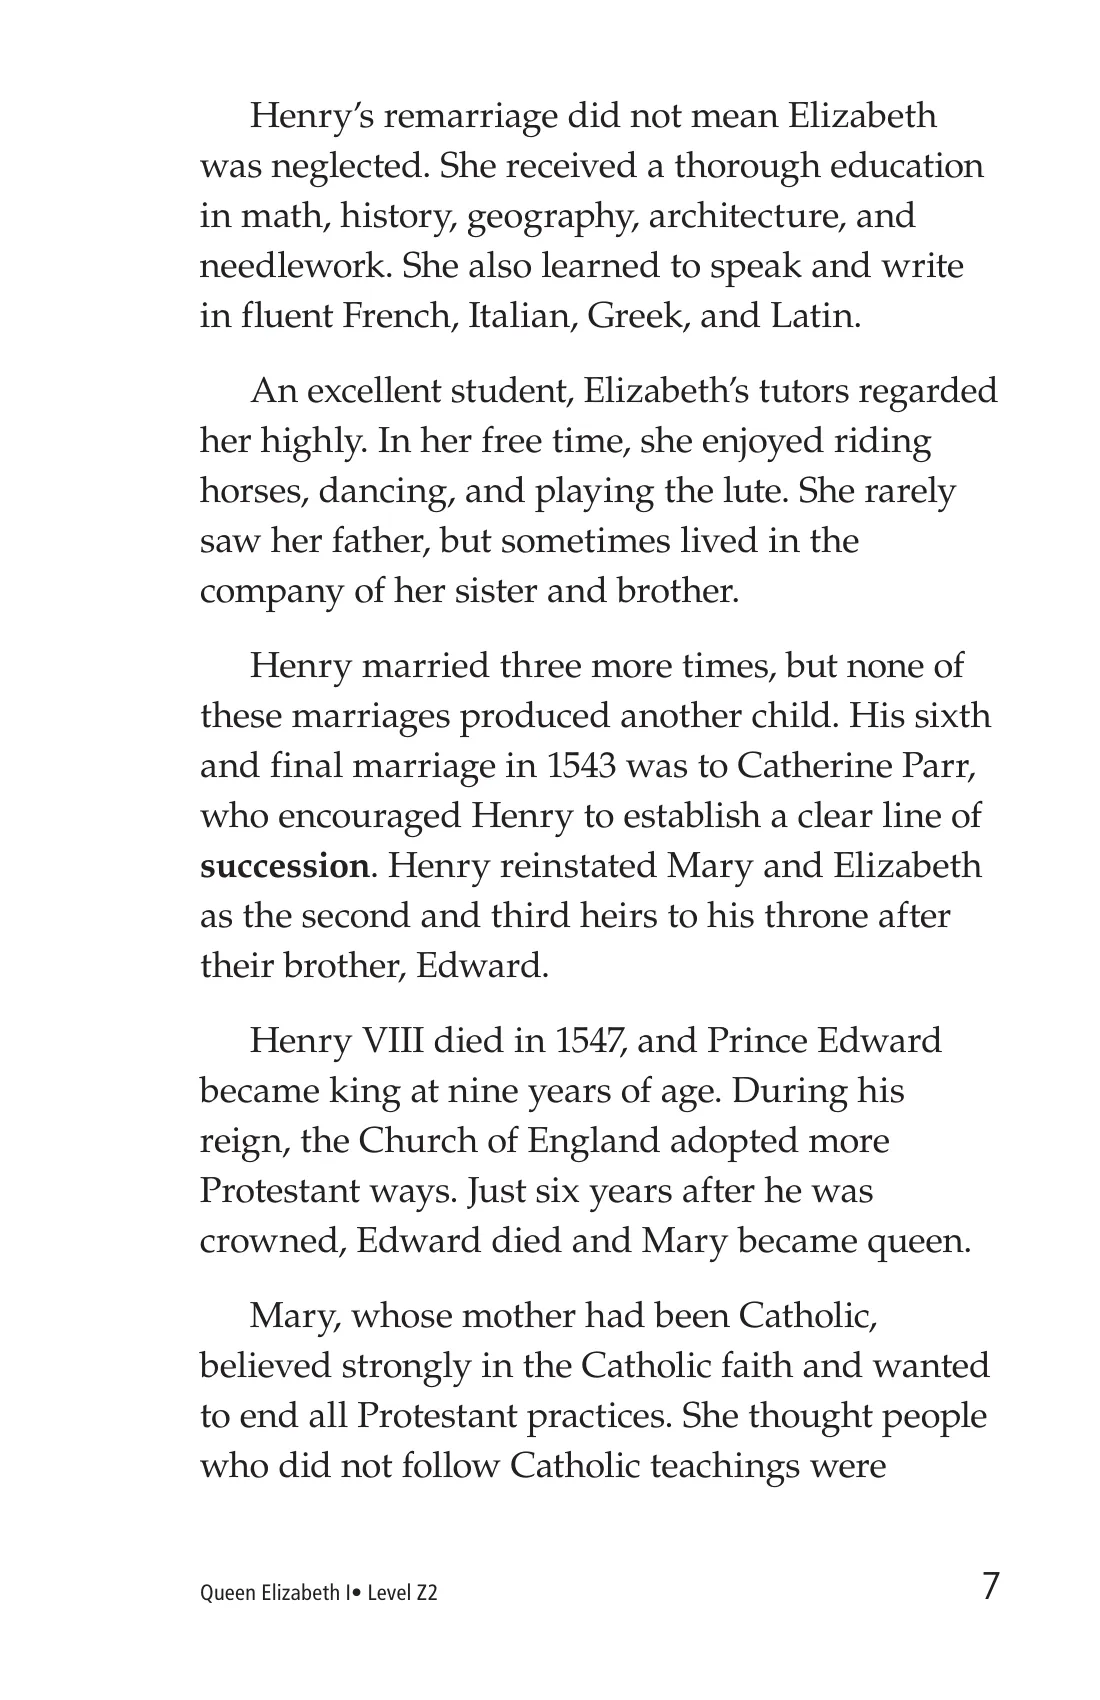 Henry’s remarriage did not mean Elizabeth
was neglected. She received a thorough education
in math, history, geography, architecture, and
needlework. She also learned to speak and write
in fluent French, Italian, Greek, and Latin.
An excellent student, Elizabeth’s tutors regarded
her highly. In her free time, she enjoyed riding
horses, dancing, and playing the lute. She rarely
saw her father, but sometimes lived in the
company of her sister and brother.
Henry married three more times, but none of
these marriages produced another child. His sixth
and final marriage in 1543 was to Catherine Parr,
who encouraged Henry to establish a clear line of
succession. Henry reinstated Mary and Elizabeth
as the second and third heirs to his throne after
their brother, Edward.
Henry VIII died in 1547, and Prince Edward
became king at nine years of age. During his
reign, the Church of England adopted more
Protestant ways. Just six years after he was
crowned, Edward died and Mary became queen.
Mary, whose mother had been Catholic,
believed strongly in the Catholic faith and wanted
to end all Protestant practices. She thought people
who did not follow Catholic teachings were
Queen Elizabeth I• Level Z2
7